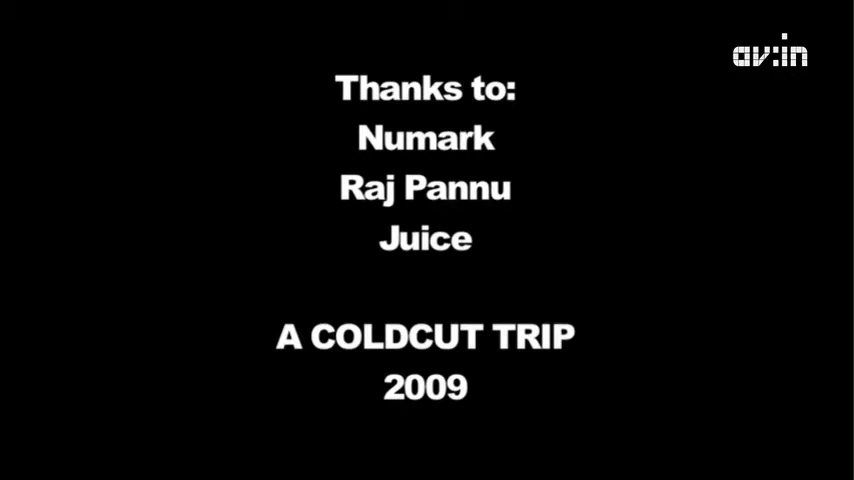 av:in
Thanks to:
Numark
Raj Pannu
Juice
A COLDCUT TRIP
2009